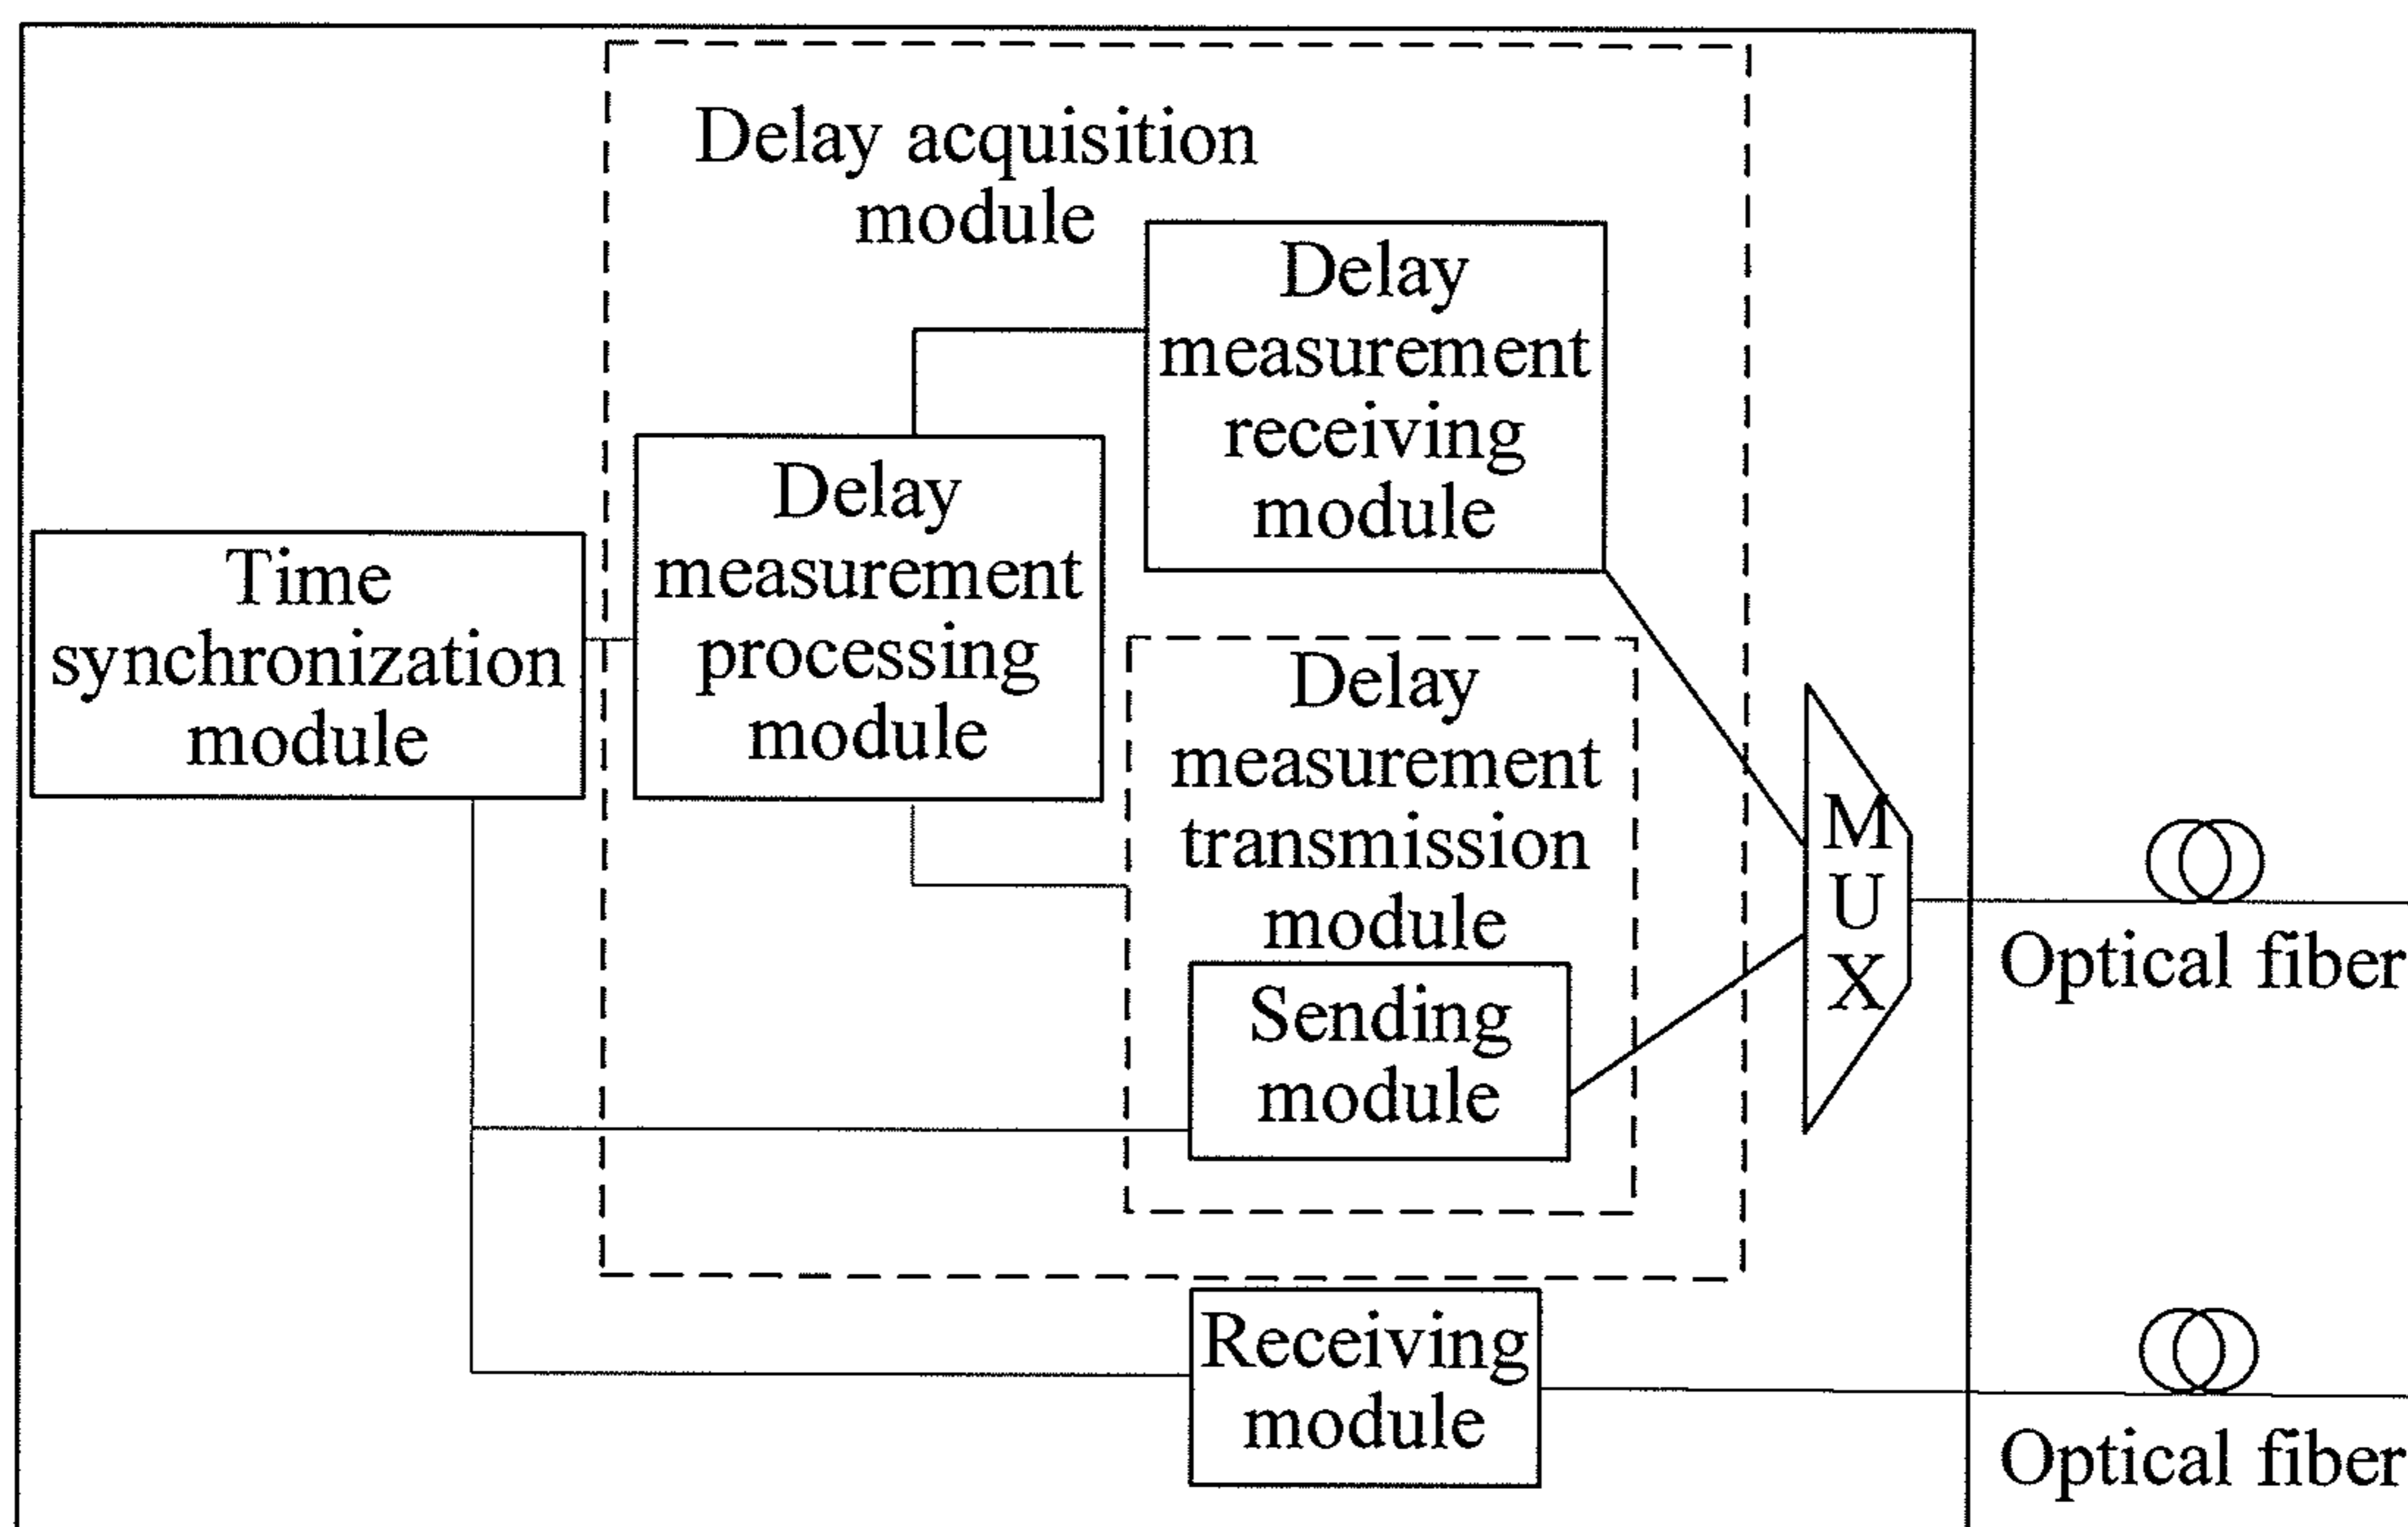 Delay acquisition
module
Delay
measurement
receiving
module
Delay
measurement
processing
module
Time
synchronization
module
Delay
measurement
transmission
module
Sending
module
M
U
X
Optical fiber
Receiving
module
Optical fiber